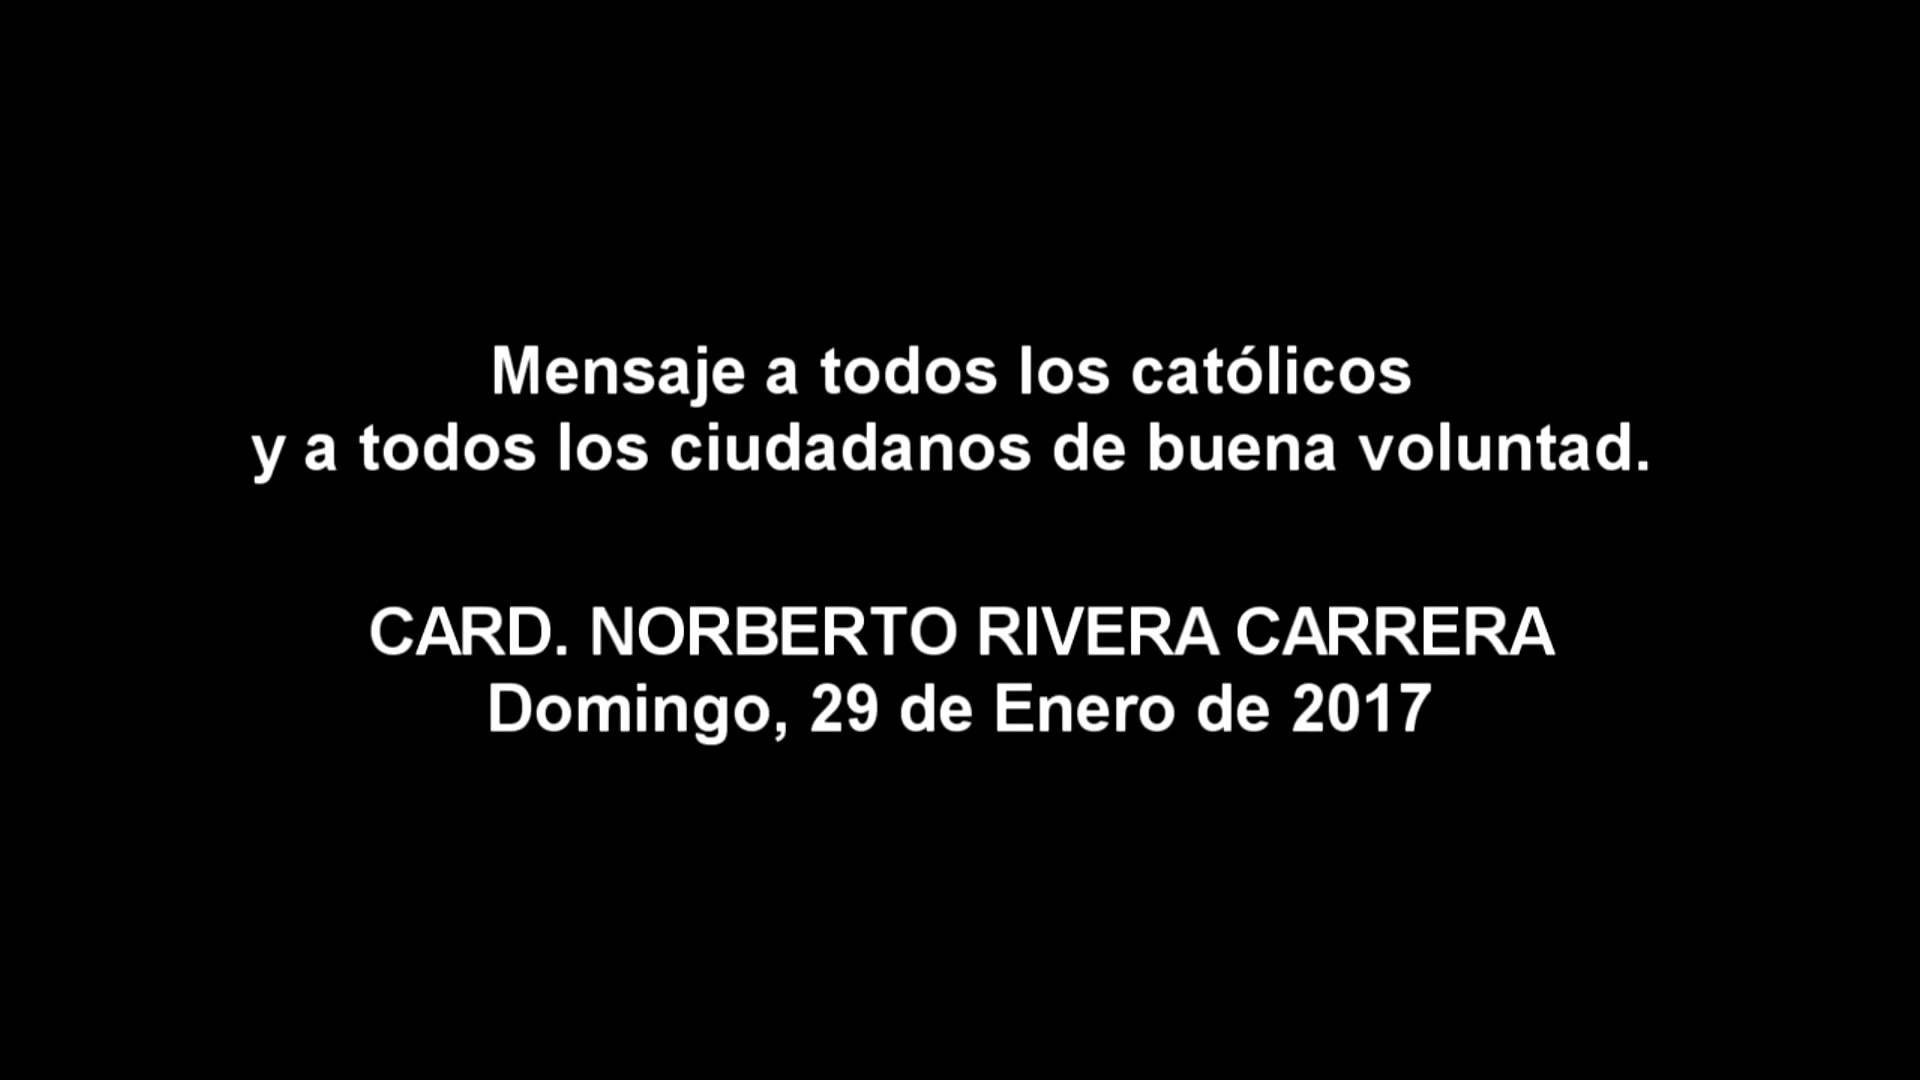 Mensaje a todos los católicos
y a todos los ciudadanos de buena voluntad.
CARD. NORBERTO RIVERA CARRERA
Domingo, 29 de Enero de 2017